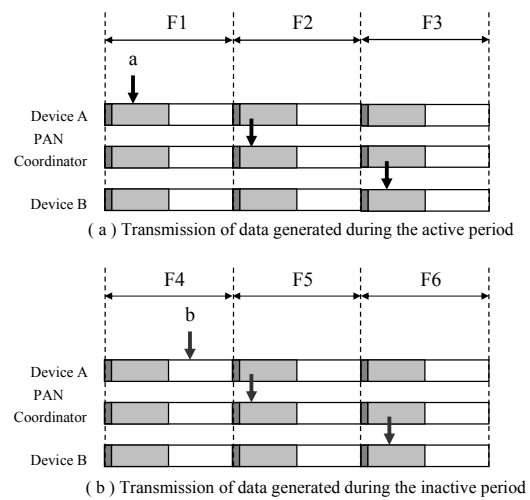 F1 F2 F3
a
Device A
PAN
Coordinator
Device B
( a ) Transmission of data generated during the active period
F4 F5 F6
b
Device A
PAN
Coordinator
Device B
( b ) Transmission of data generated during the inactive period